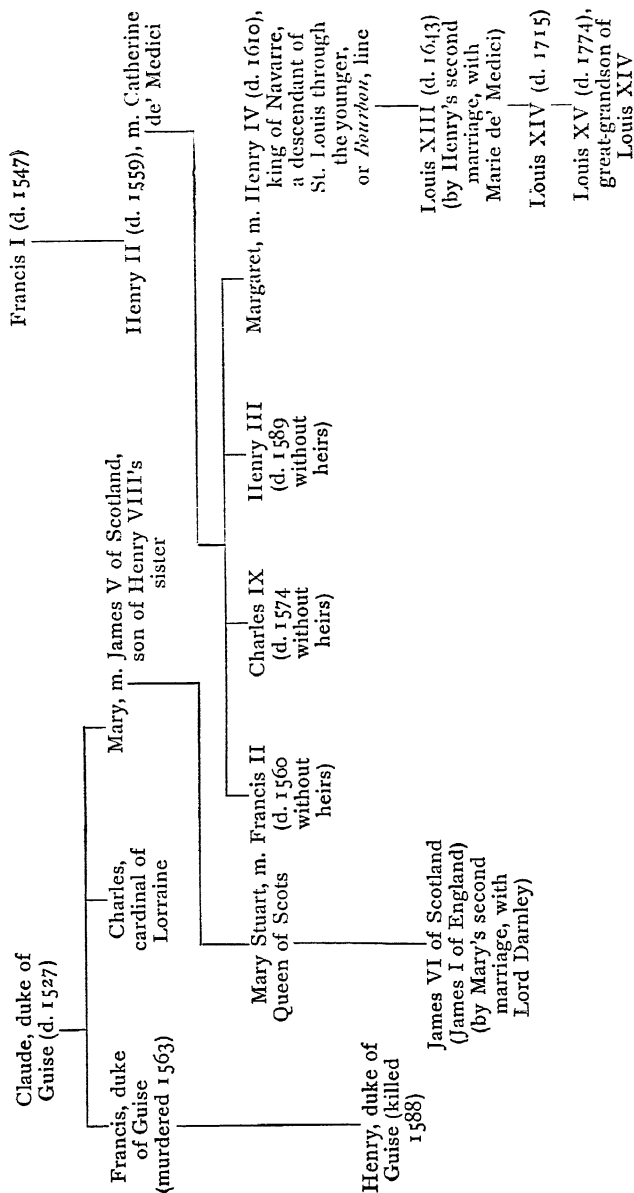 Francis I (d. 1547)
Henry II (d. 1559), m. Catherine
de' Medici
Claude, duke of
Guise (d. 1527)
Francis, duke
of Guise
(murdered 1563)
Charles,
cardinal of
Lorraine
Mary, m. James V of Scotland,
son of Henry VIII's
sister
Mary Stuart, m. Francis II
Queen of Scots
(d. 1560
without
heirs)
Charles IX
(d. 1574
without
heirs)
Henry III
(d. 1589
without
heirs)
Margaret, m. Henry IV (d. 1610),
king of Navarre,
a descendant of
St. Louis through
the younger,
or Bourbon, line
Henry, duke of
Guise (killed
1588)
James VI of Scotland
(James I of England)
(by Mary's second
marriage, with
Lord Darnley)
Louis XIII (d. 1643)
(by Henry's second
marriage, with
Marie de' Medici)
Louis XIV (d. 1715)
Louis XV (d. 1774),
great-grandson of
Louis XIV